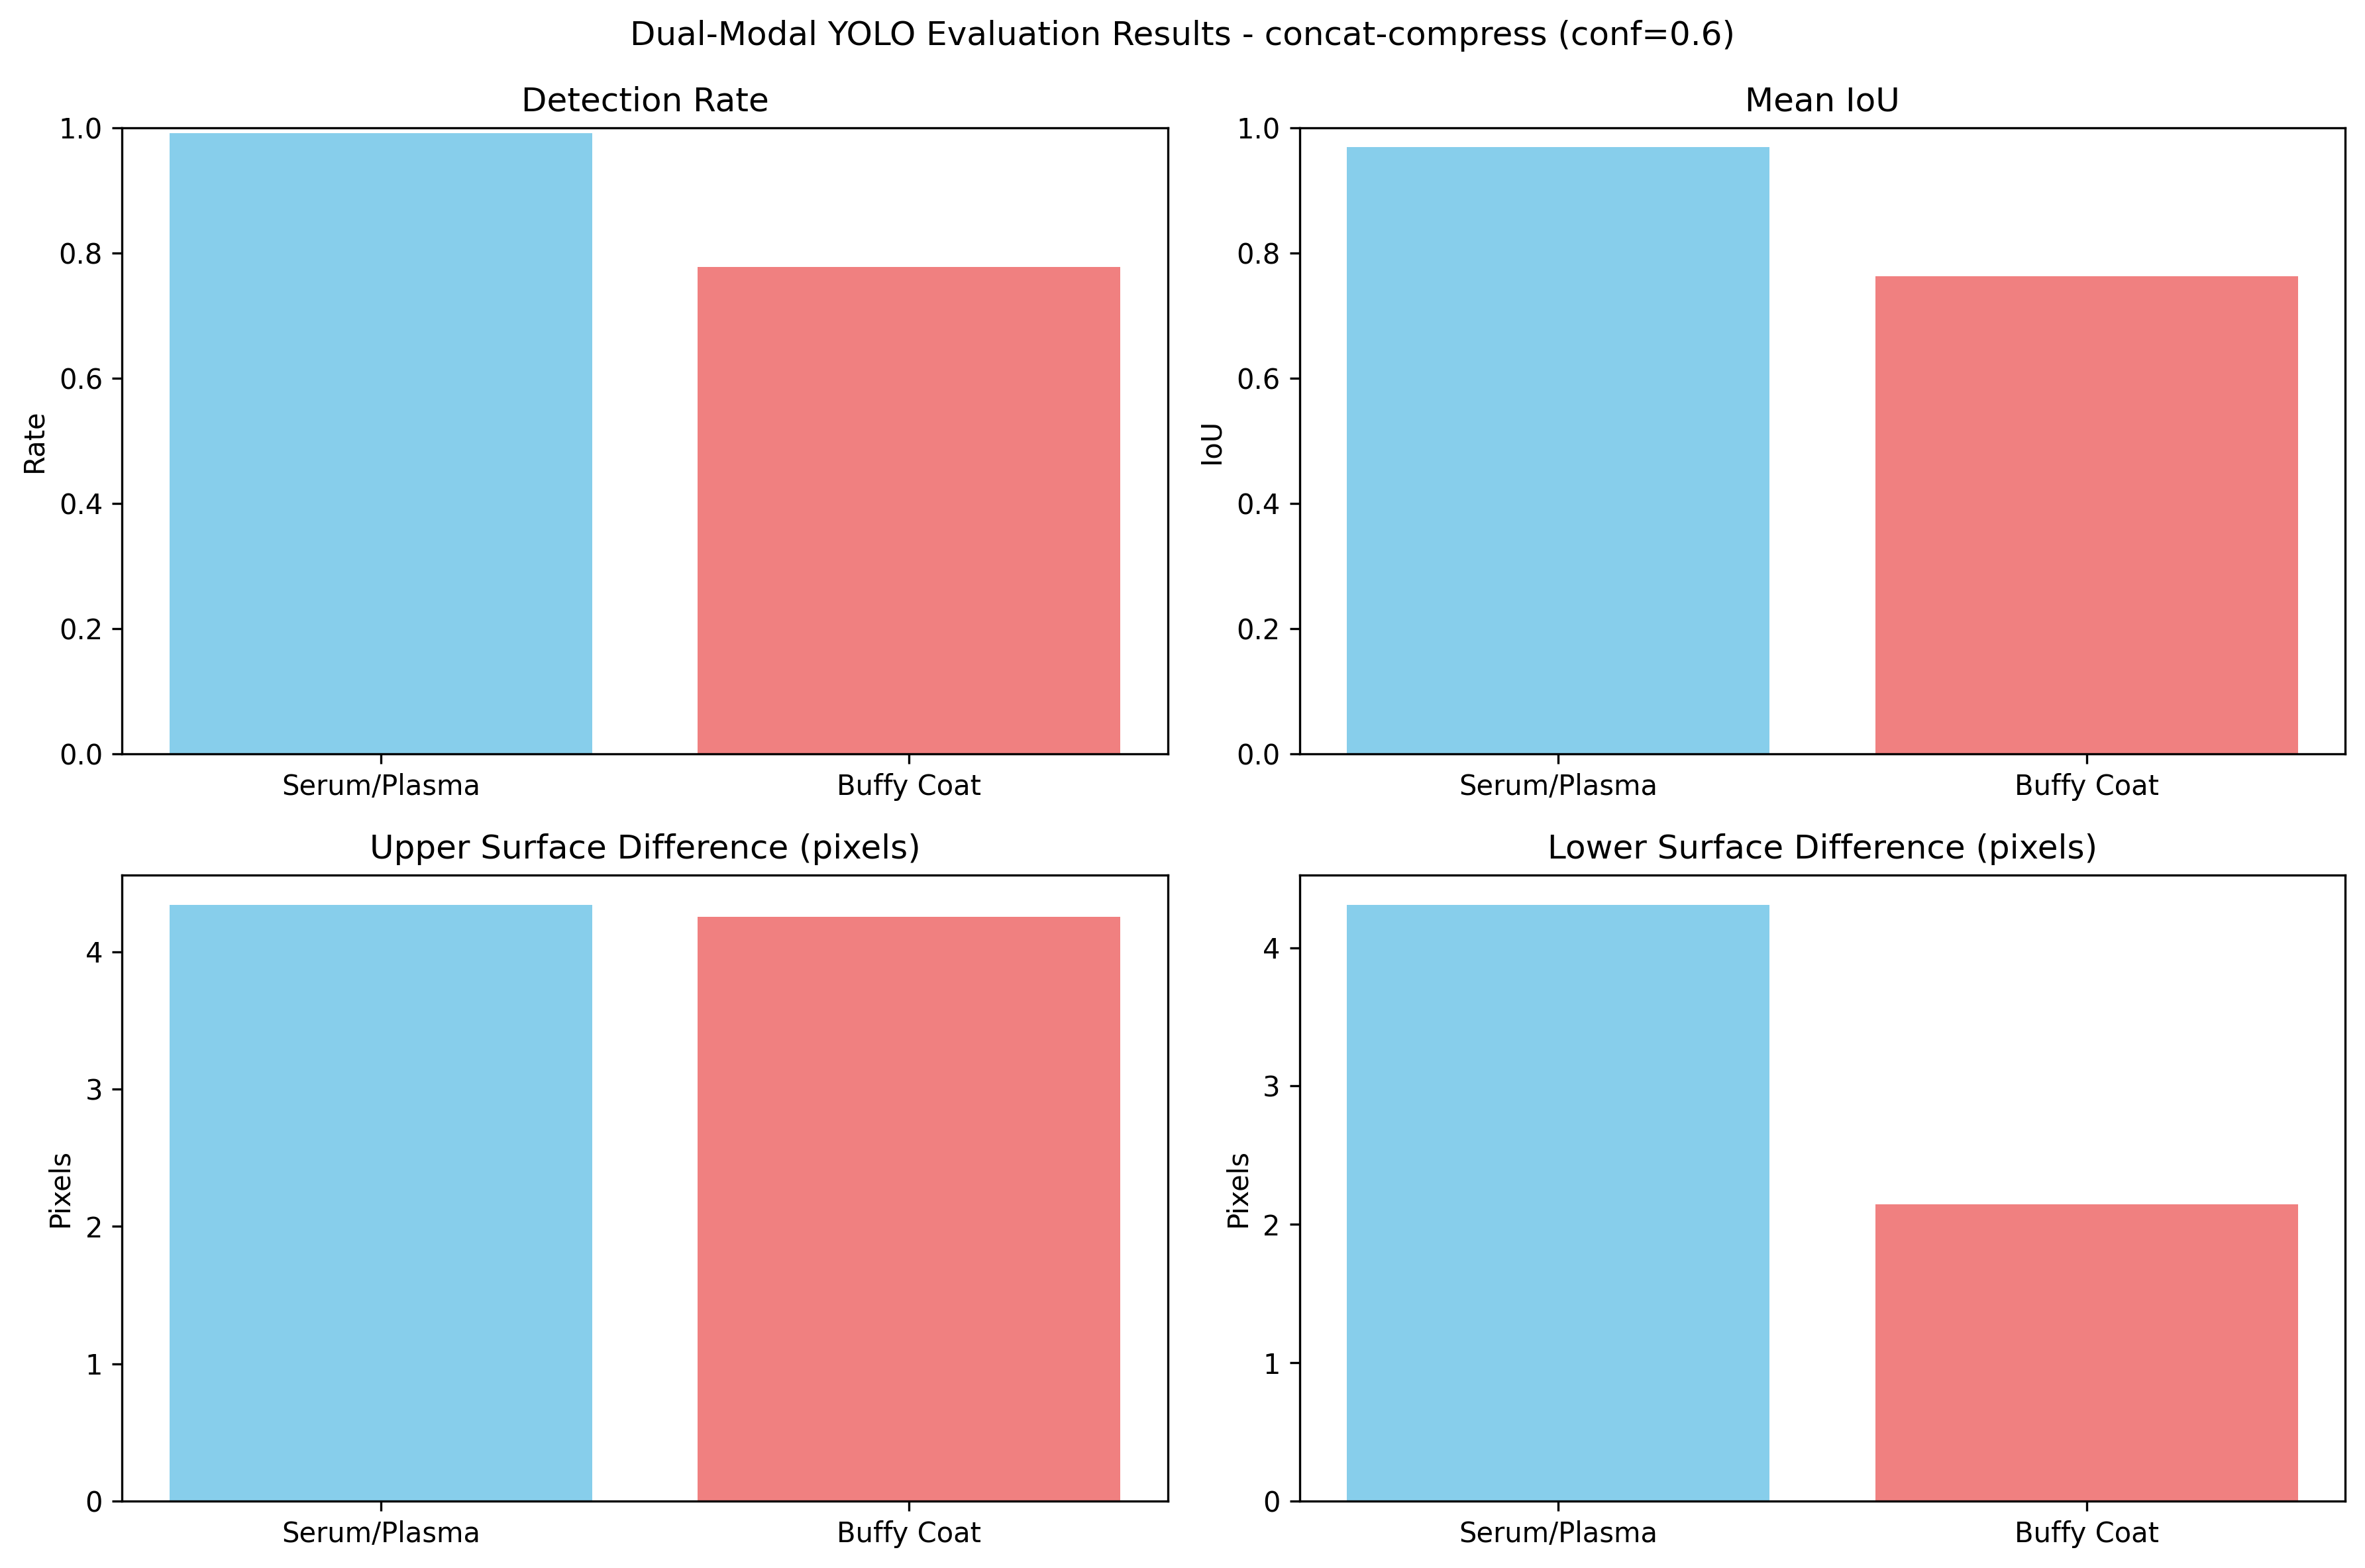 Dual-Modal YOLO Evaluation Results - concat-compress (conf=0.6)
Detection Rate
1.0
0.8
0.6
0.4
0.2
0.0
Rate
Serum/Plasma
Buffy Coat
Mean IoU
1.0
0.8
0.6
0.4
0.2
0.0
IoU
Serum/Plasma
Buffy Coat
Upper Surface Difference (pixels)
4
3
2
1
0
Pixels
Serum/Plasma
Buffy Coat
Lower Surface Difference (pixels)
4
3
2
1
0
Pixels
Serum/Plasma
Buffy Coat